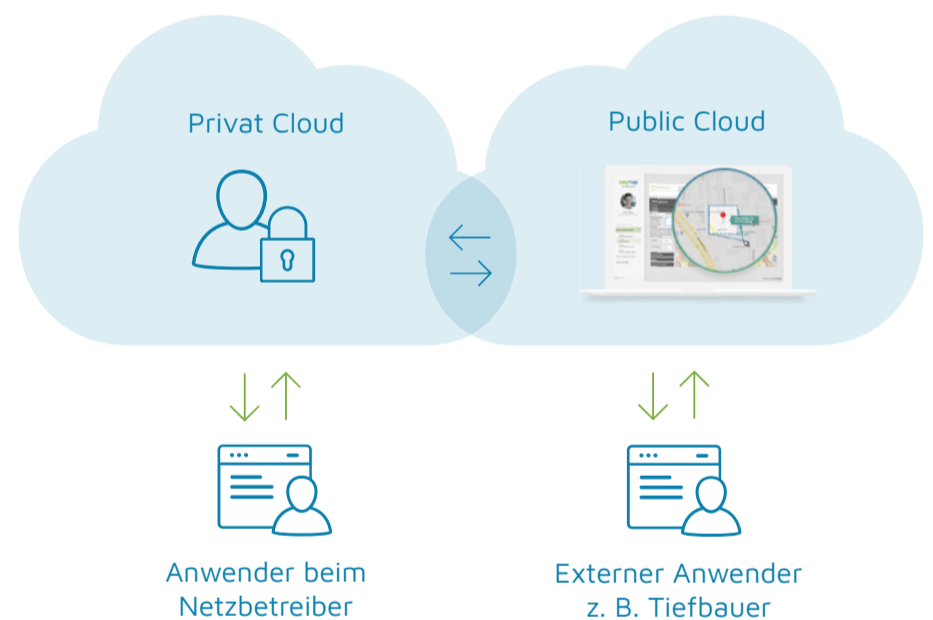 Privat Cloud
Public Cloud
Anwender beim
Netzbetreiber
Externer Anwender
z. B. Tiefbauer